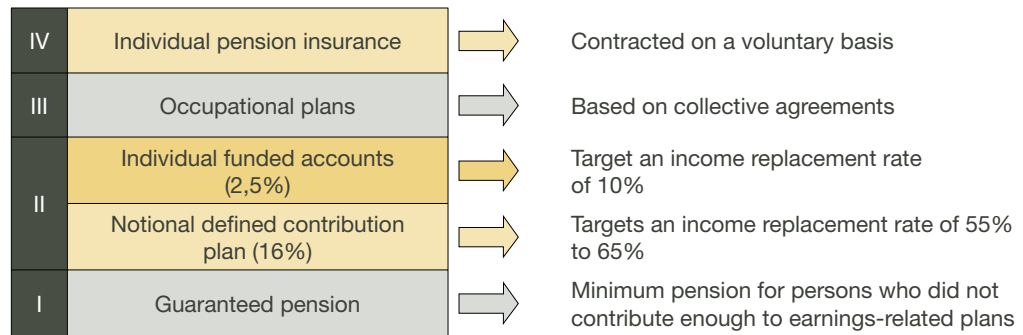 IV
Individual pension insurance
Contracted on a voluntary basis
III
Occupational plans
Based on collective agreements
II
Individual funded accounts
(2,5%)
Target an income replacement rate
of 10%
Notional defined contribution
plan (16%)
Targets an income replacement rate of 55%
to 65%
I
Guaranteed pension
Minimum pension for persons who did not
contribute enough to earnings-related plans